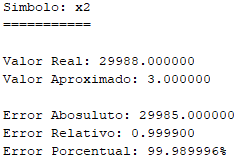 Simbolo: x2
===========
Valor Real: 29988.000000
Valor Aproximado: 3.000000
Error Abosuluto: 29985.000000
Error Relativo: 0.999900
Error Porcentual: 99.989996%